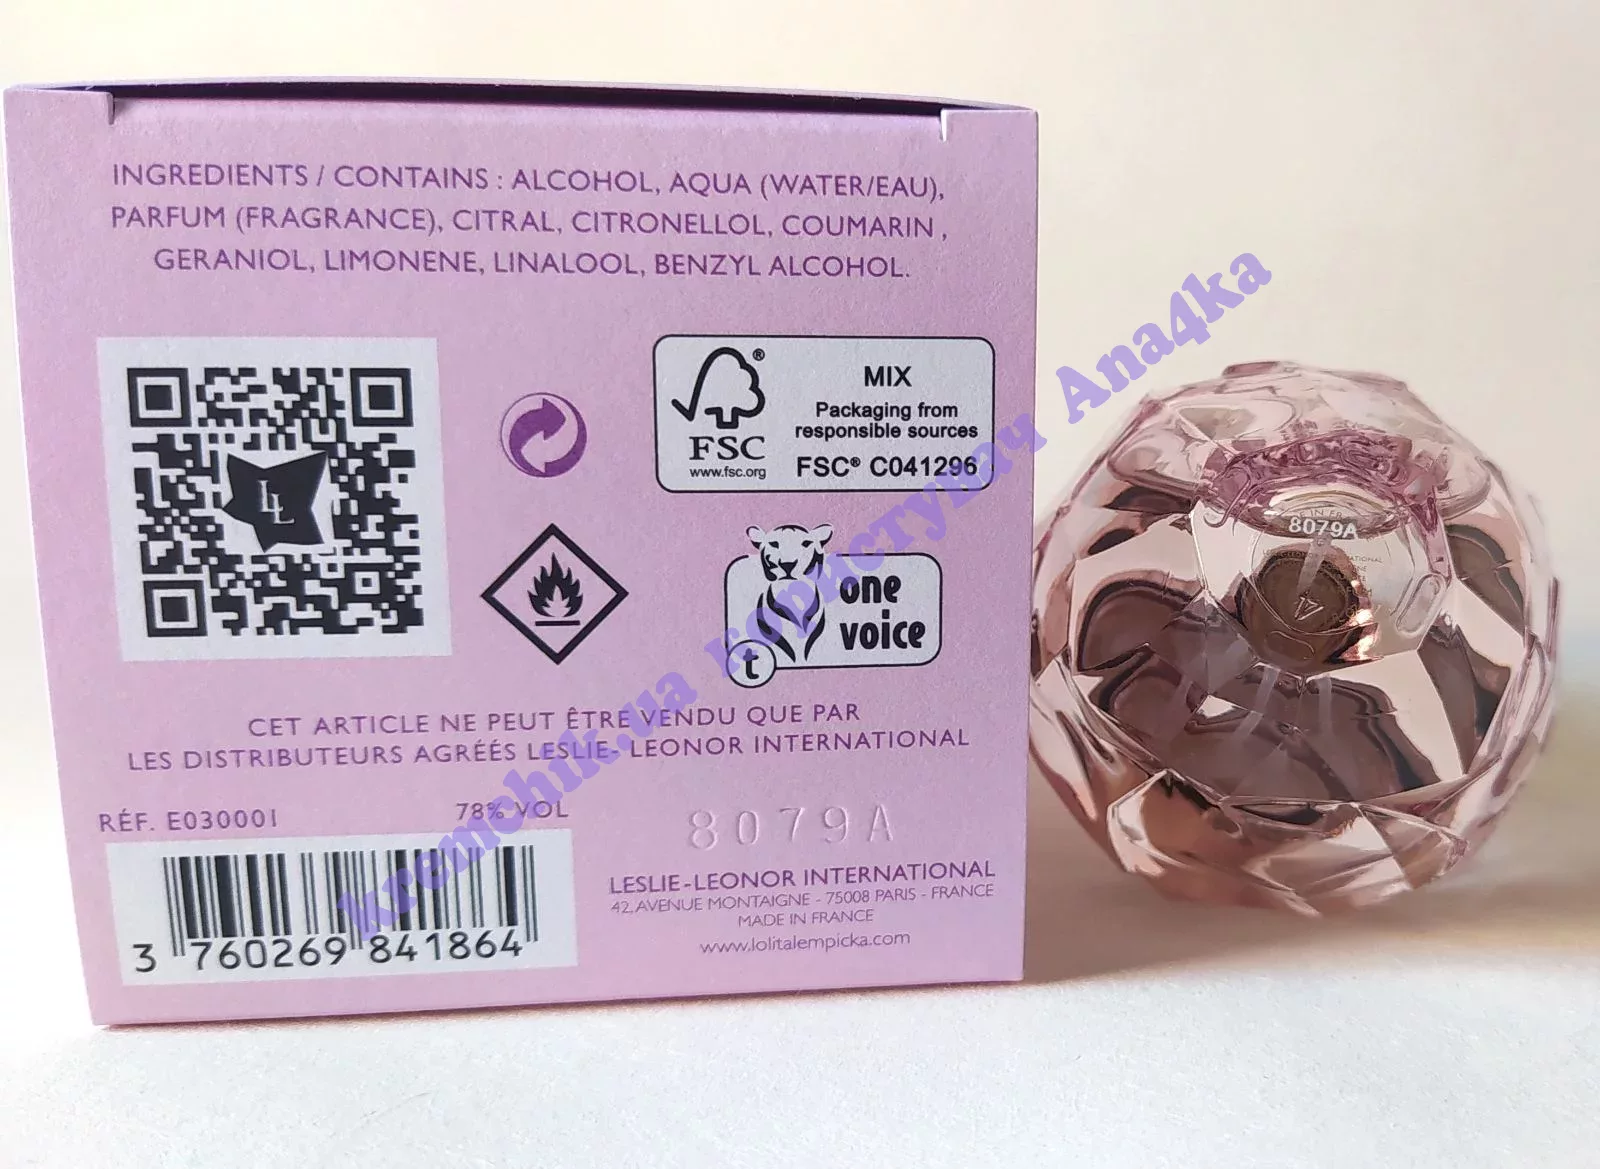 INGREDIENTS / CONTAINS : ALCOHOL, AQUA (WATER/EAU),
PARFUM (FRAGRANCE), CITRAL, CITRONELLOL, COUMARIN ,
GERANIOL, LIMONENE, LINALOOL, BENZYL ALCOHOL.
LL
FSC®
www.fsc.org
MIX
Packaging from
responsible sources
FSC® C041296
one
voice
t
CET ARTICLE NE PEUT ÊTRE VENDU QUE PAR
LES DISTRIBUTEURS AGRÉÉS LESLIE- LEONOR INTERNATIONAL
RÉF. E030001
78% VOL
3 760269 841864
8079A
LESLIE-LEONOR INTERNATIONAL
42, AVENUE MONTAIGNE - 75008 PARIS - FRANCE
MADE IN FRANCE
www.lolitalempicka.com
8079A
kremchik.ua користувач Ana4ka